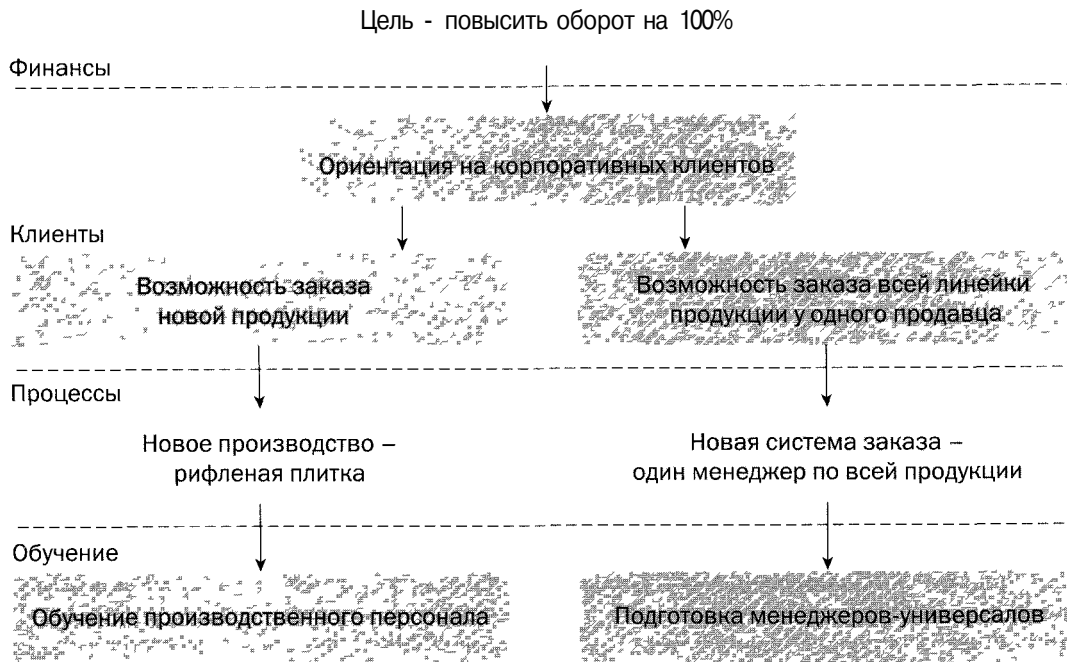 Цель - повысить оборот на 100%
Финансы
Ориентация на корпоративных клиентов
Клиенты
Возможность заказа
новой продукции
Возможность заказа всей линейки
продукции у одного продавца
Процессы
Новое производство –
рифленая плитка
Новая система заказа –
один менеджер по всей продукции
Обучение
Обучение производственного персонала
Подготовка менеджеров-универсалов